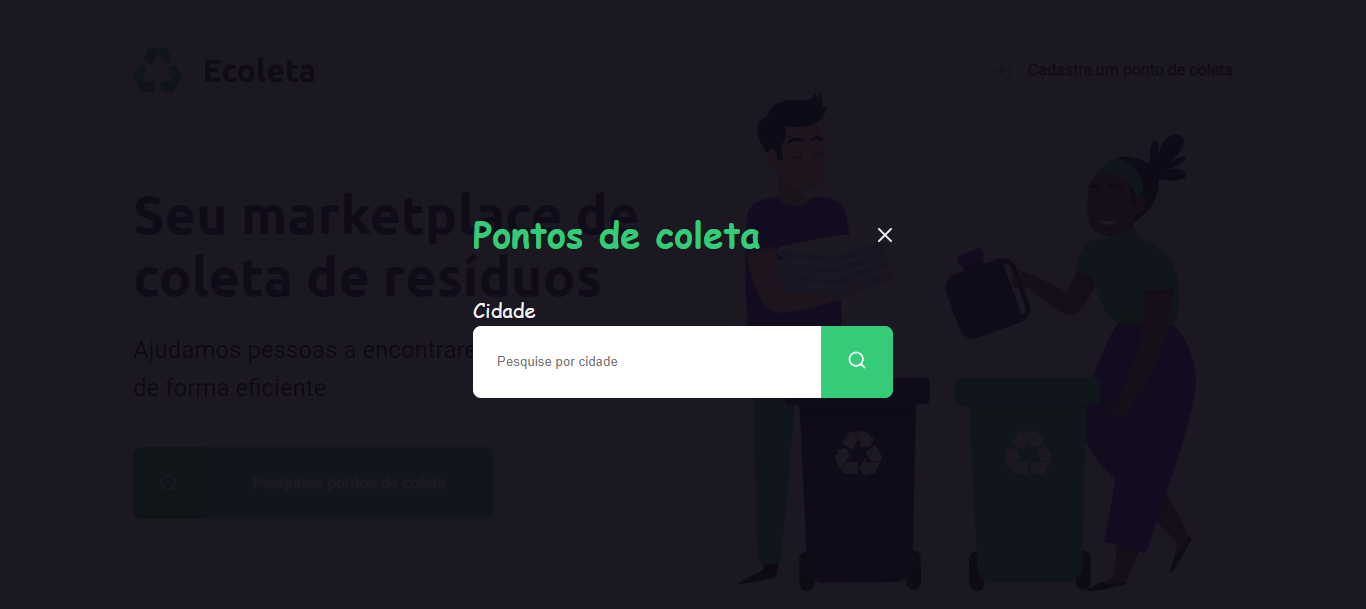 Ecoleta
Cadastre um ponto de coleta
Seu marketplace de
coleta de resíduos
Pontos de coleta
Cidade
Pesquise por cidade
Ajudamos pessoas a encontrare
de forma eficiente
Pesquisar pontos de coleta